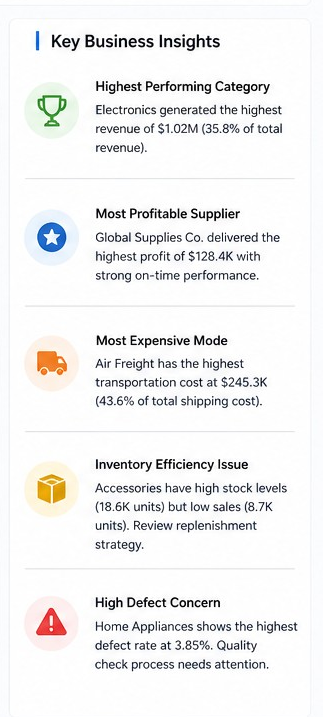 Key Business Insights
Highest Performing Category
Electronics generated the highest
revenue of $1.02M (35.8% of total
revenue).
Most Profitable Supplier
Global Supplies Co. delivered the
highest profit of $128.4K with
strong on-time performance.
Most Expensive Mode
Air Freight has the highest
transportation cost at $245.3K
(43.6% of total shipping cost).
Inventory Efficiency Issue
Accessories have high stock levels
(18.6K units) but low sales (8.7K
units). Review replenishment
strategy.
High Defect Concern
Home Appliances shows the highest
defect rate at 3.85%. Quality
check process needs attention.